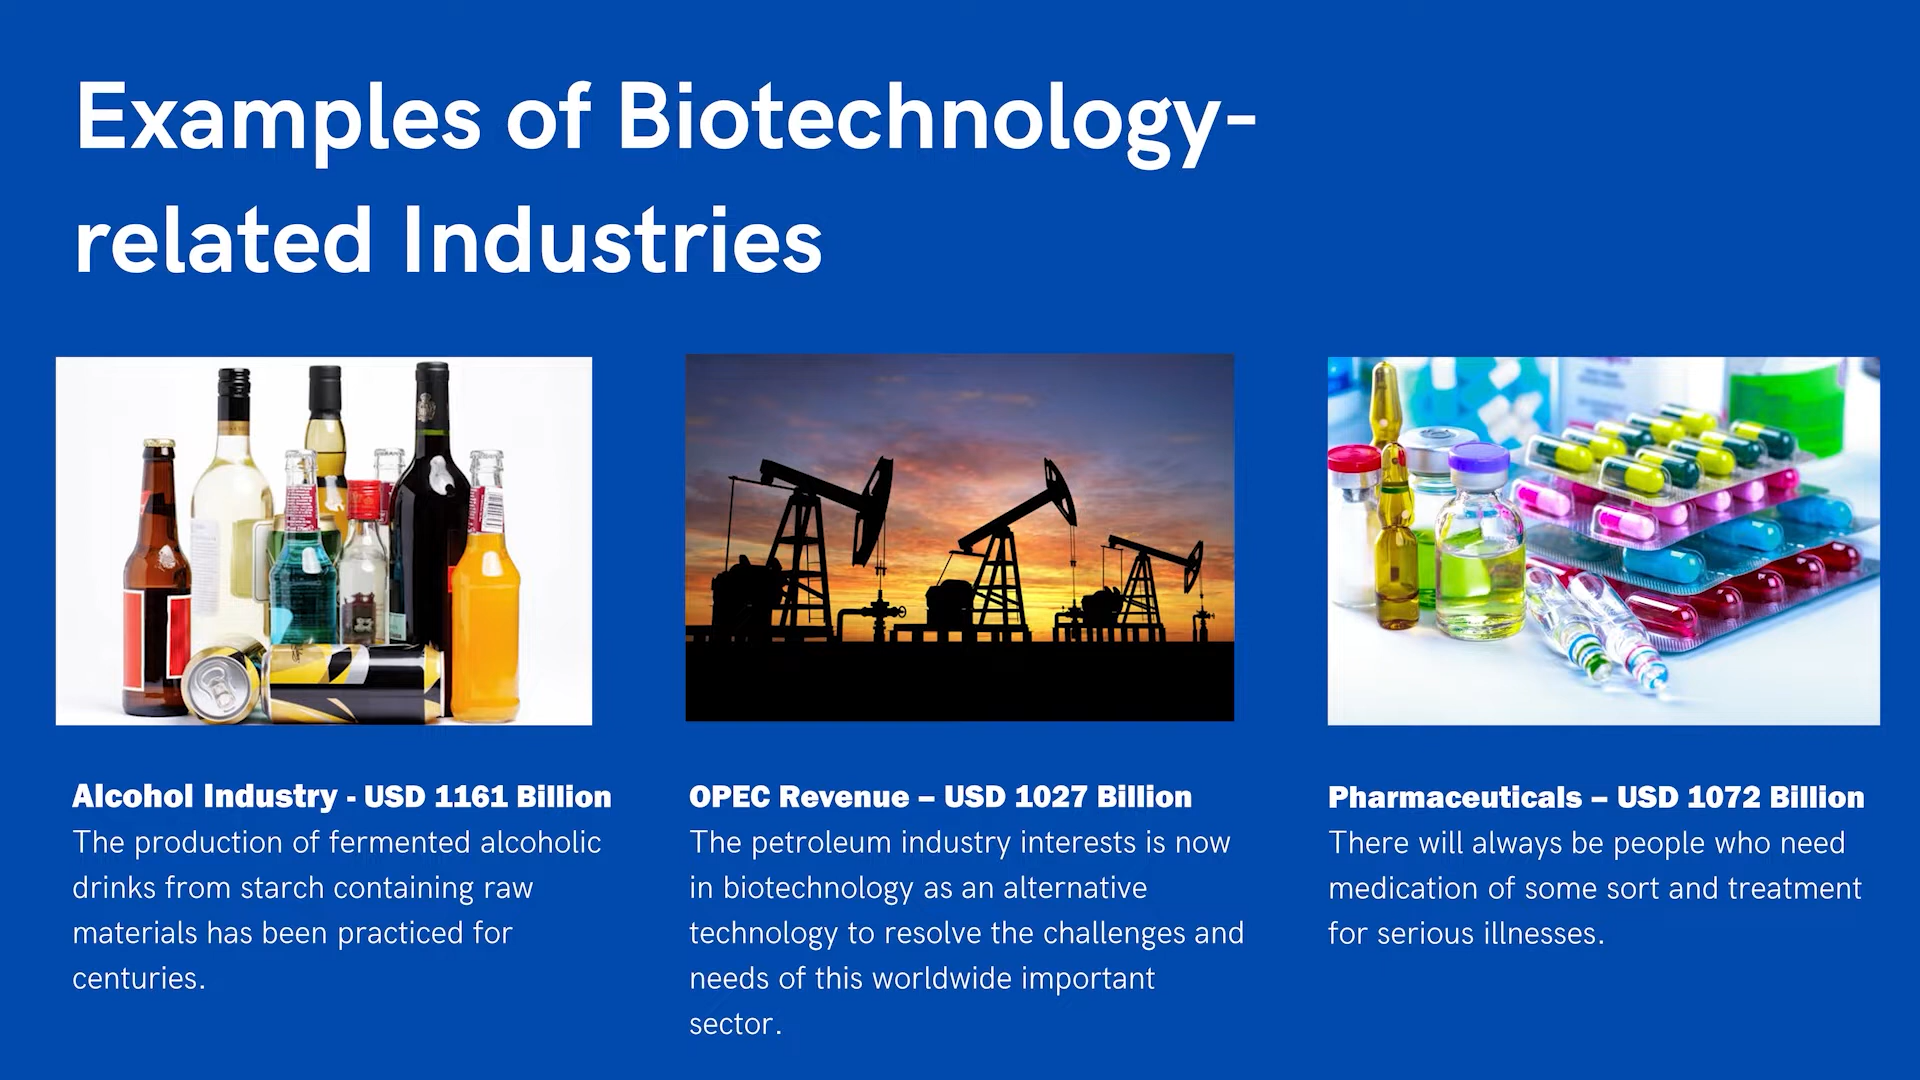 Examples of Biotechnology-
related Industries
Alcohol Industry - USD 1161 Billion
The production of fermented alcoholic
drinks from starch containing raw
materials has been practiced for
centuries.
OPEC Revenue – USD 1027 Billion
The petroleum industry interests is now
in biotechnology as an alternative
technology to resolve the challenges and
needs of this worldwide important
sector.
Pharmaceuticals – USD 1072 Billion
There will always be people who need
medication of some sort and treatment
for serious illnesses.